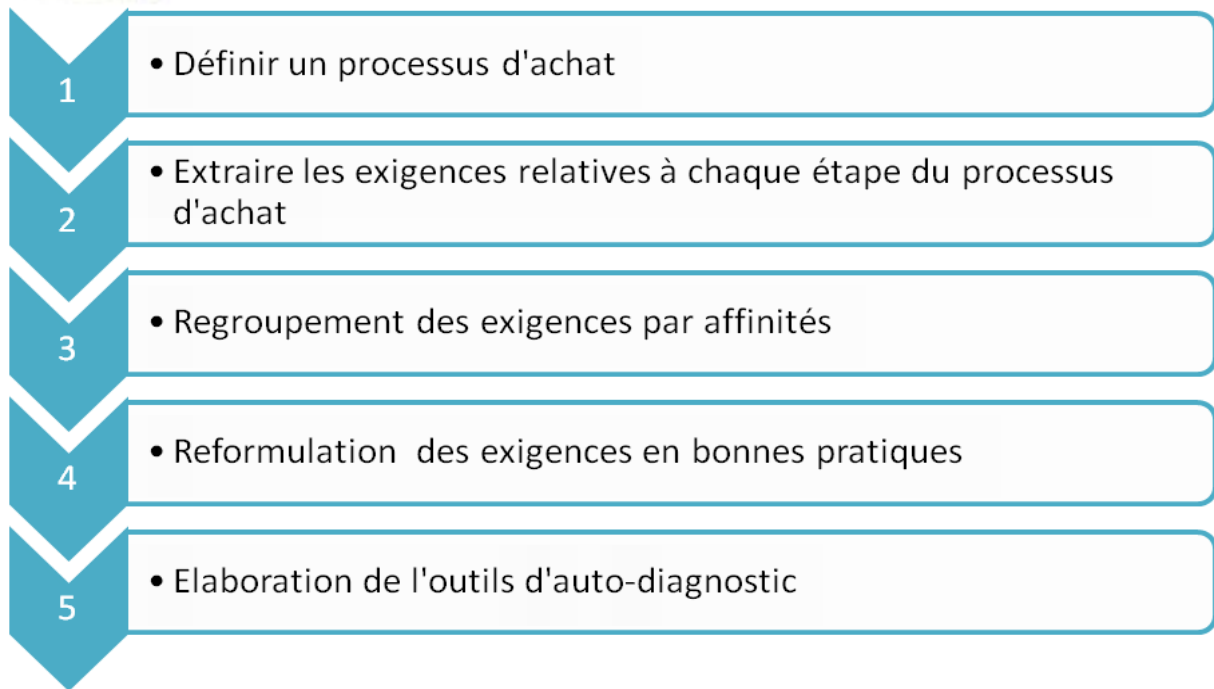 1
• Définir un processus d'achat
2
• Extraire les exigences relatives à chaque étape du processus
d'achat
3
• Regroupement des exigences par affinités
4
• Reformulation des exigences en bonnes pratiques
5
• Elaboration de l'outils d'auto-diagnostic